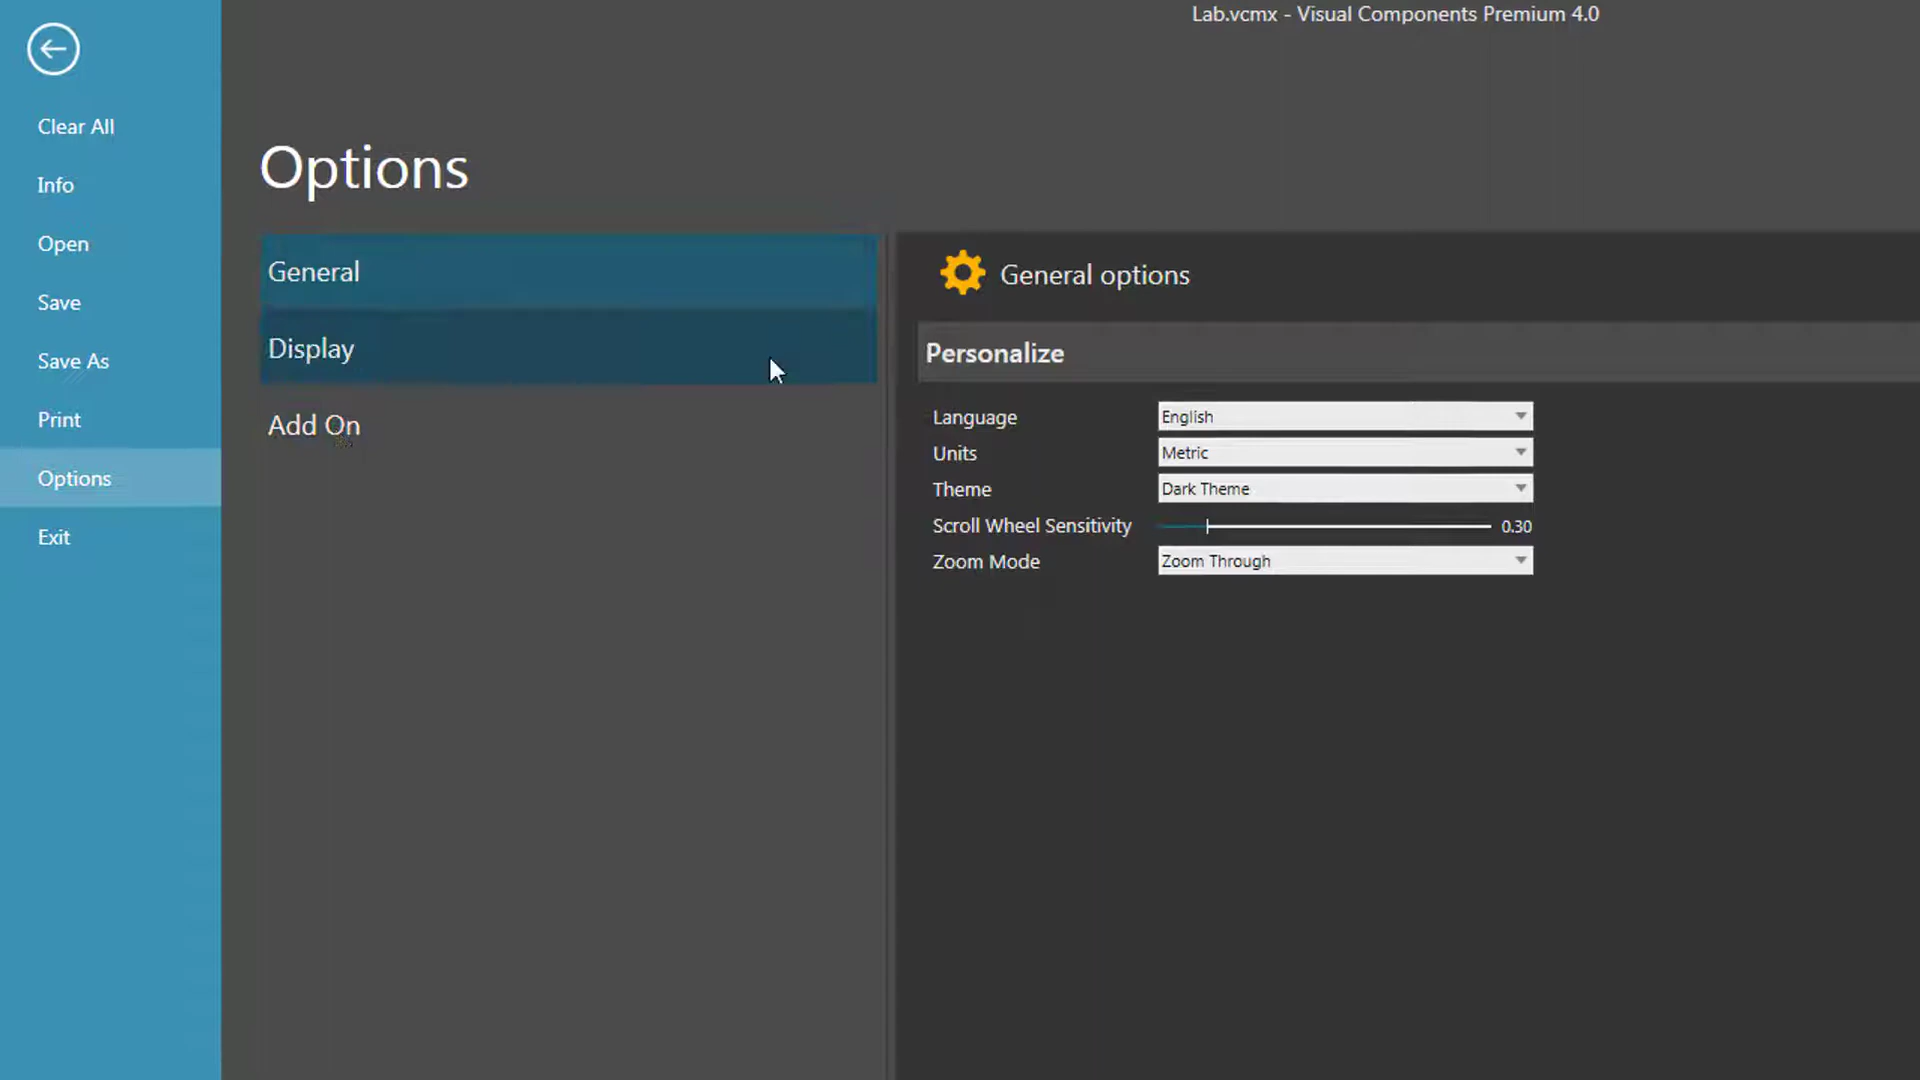 Lab.vcmx - Visual Components Premium 4.0
Clear All
Info
Open
Save
Save As
Print
Options
Exit
Options
General
Display
Add On
General options
Personalize
Language English
Units Metric
Theme Dark Theme
Scroll Wheel Sensitivity 0.30
Zoom Mode Zoom Through